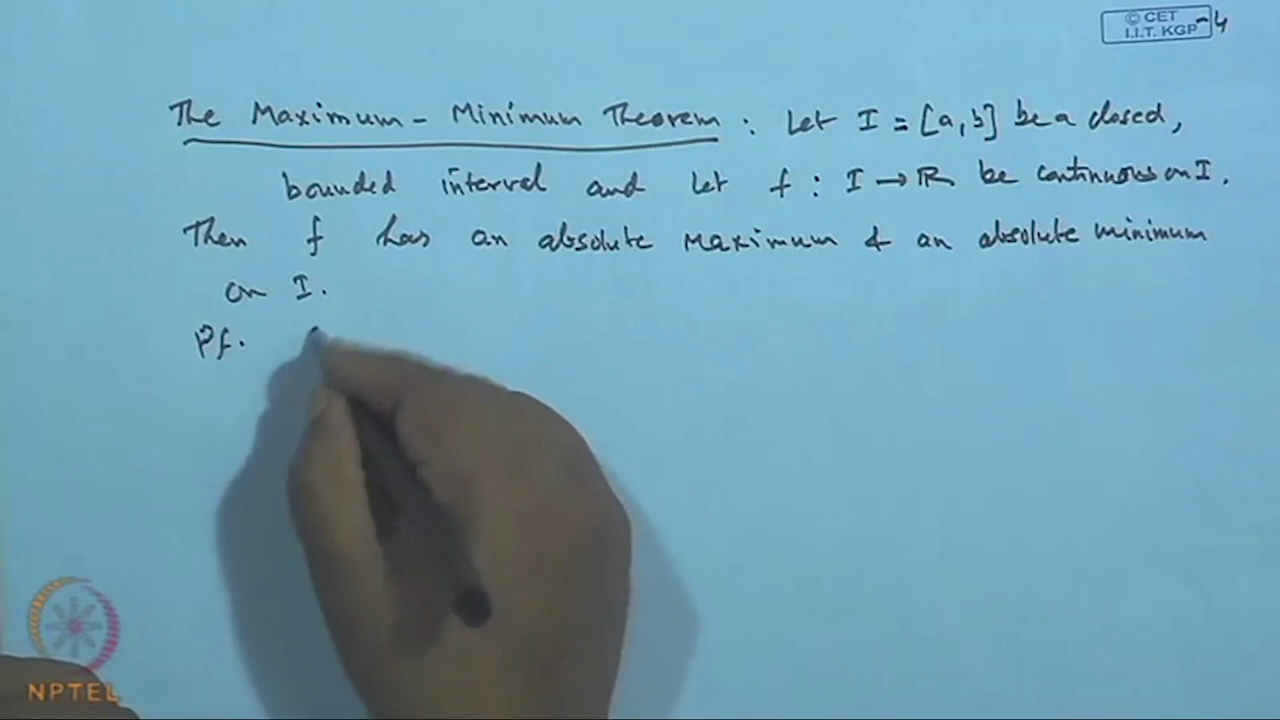 © CET
I.I.T. KGP -4
The Maximum - Minimum Theorem : Let I = [a, b] be a closed,
bounded interval and let f : I → ℝ be continuous on I.
Then f has an absolute maximum & an absolute minimum
on I.
Pf.
NPTEL